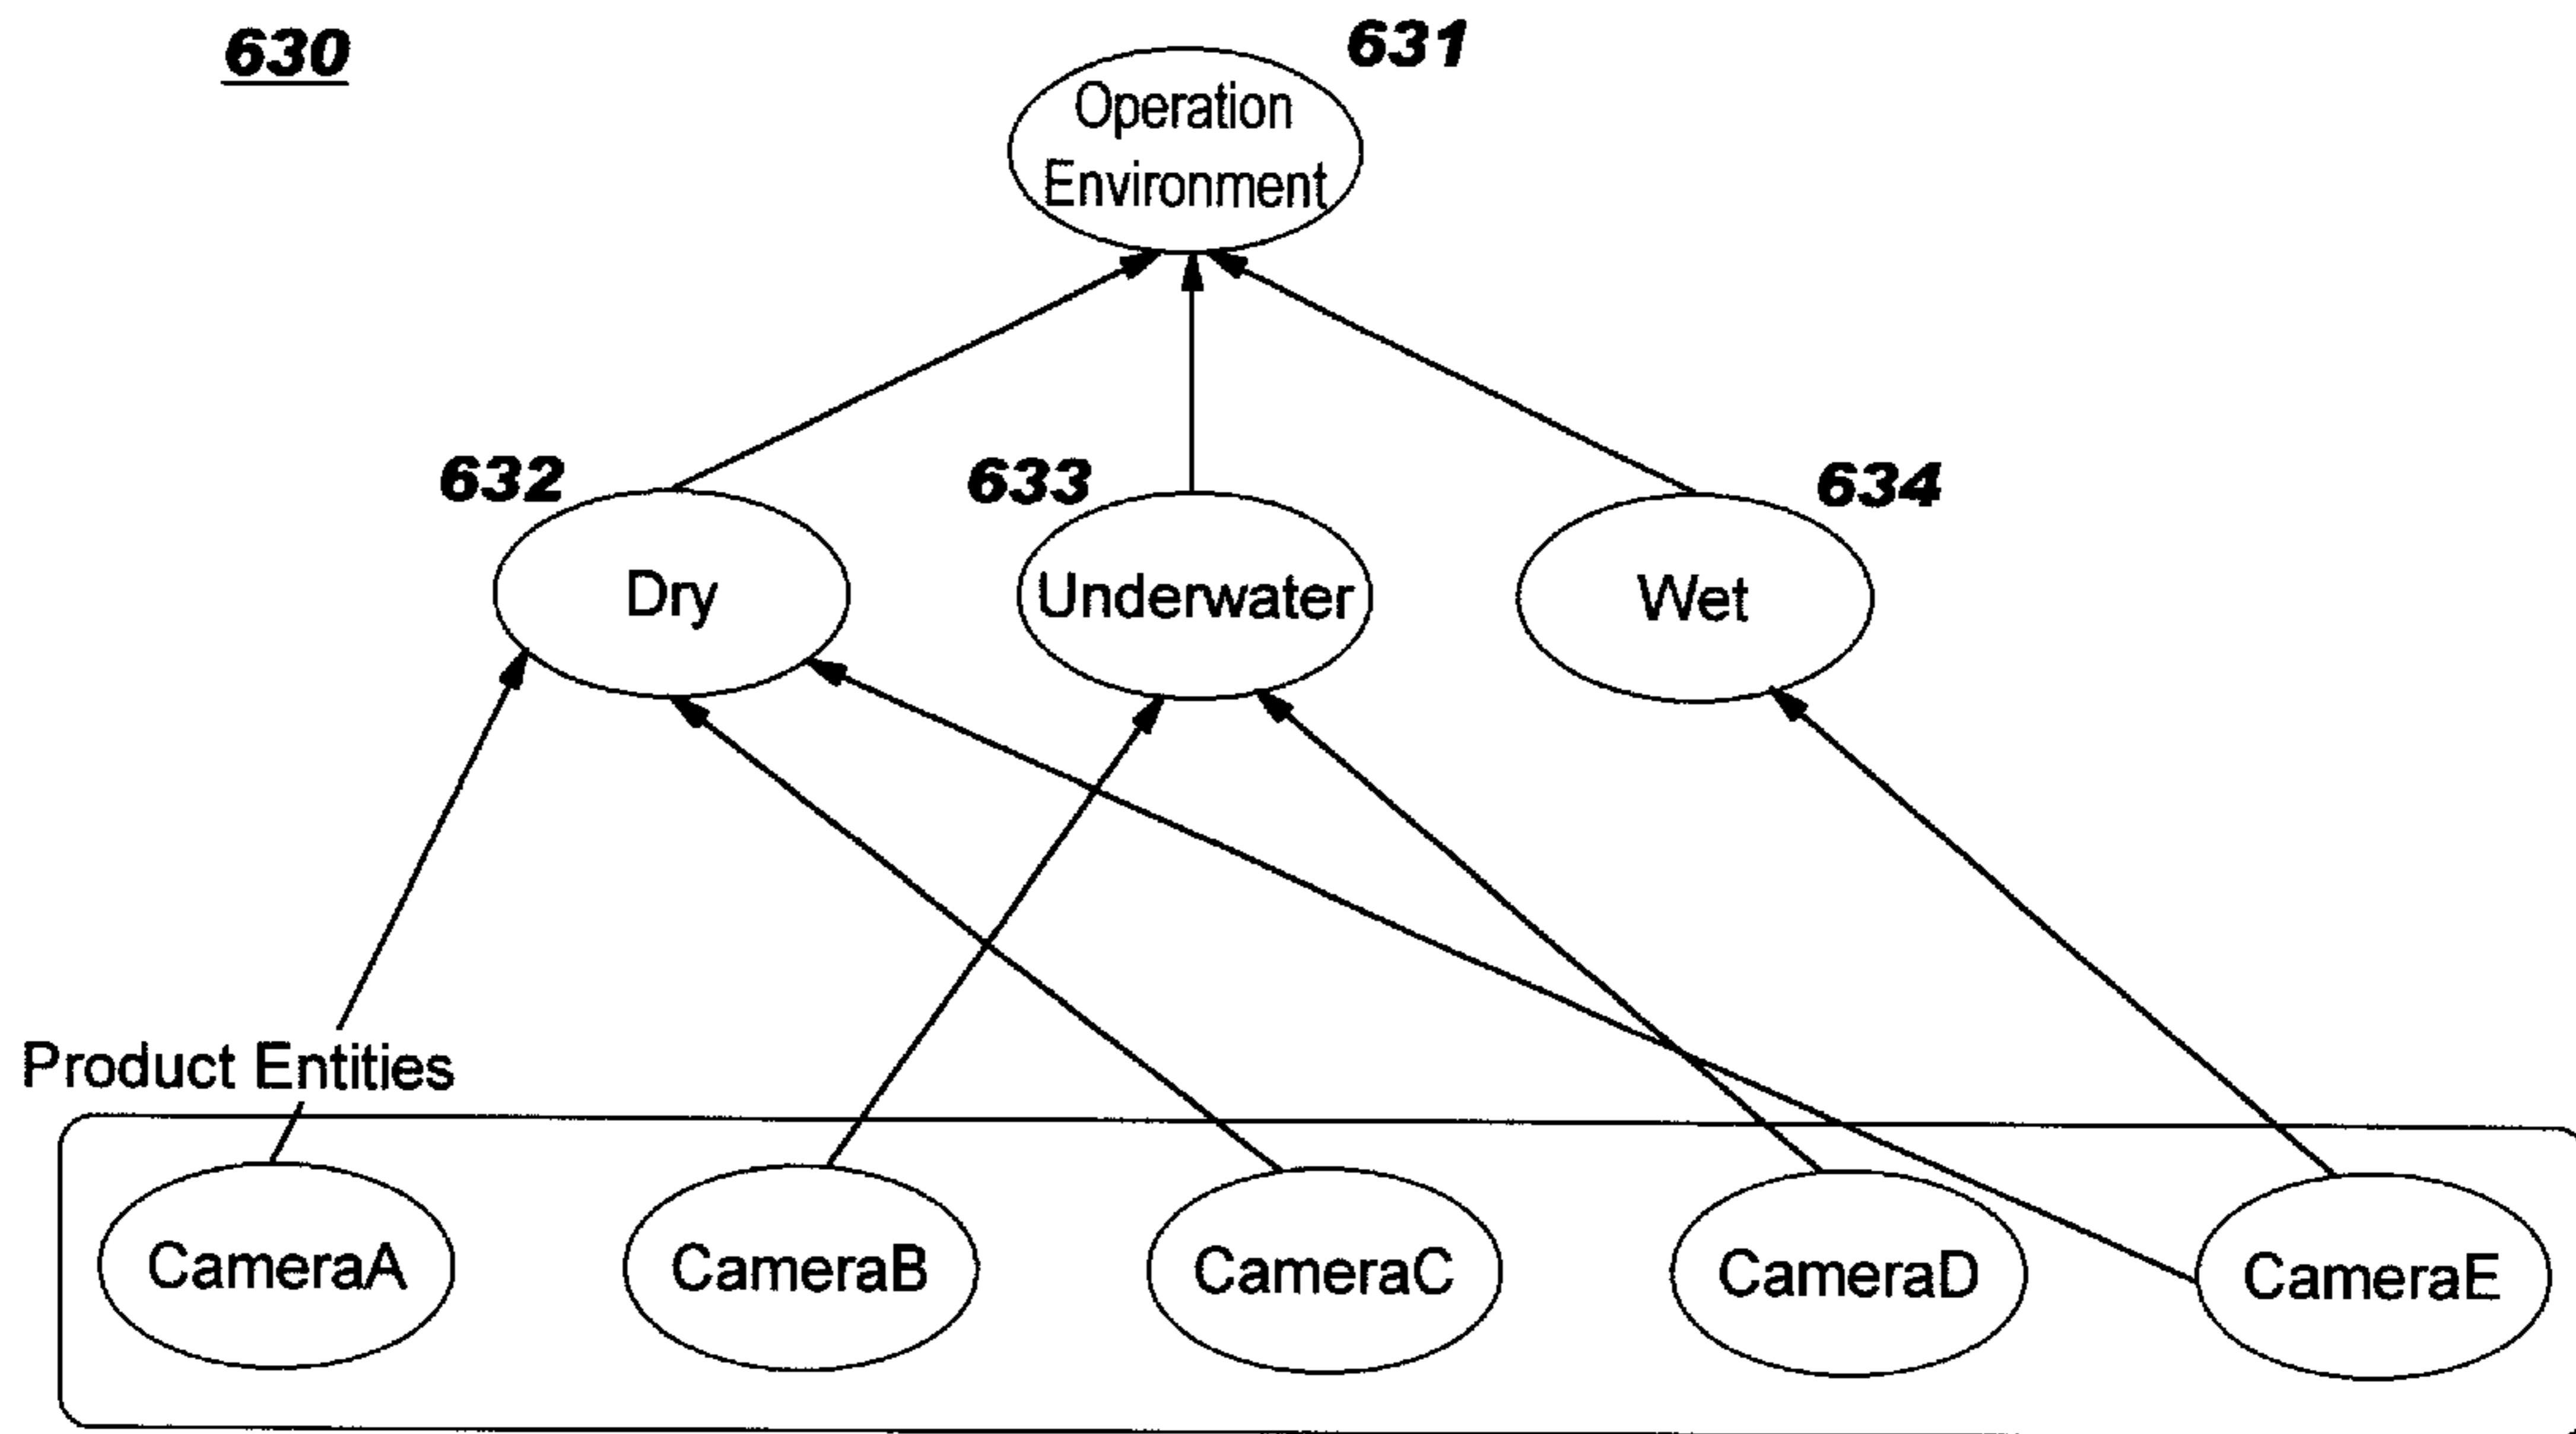 630
631
Operation
Environment
632
633
634
Dry
Underwater
Wet
Product Entities
CameraA
CameraB
CameraC
CameraD
CameraE